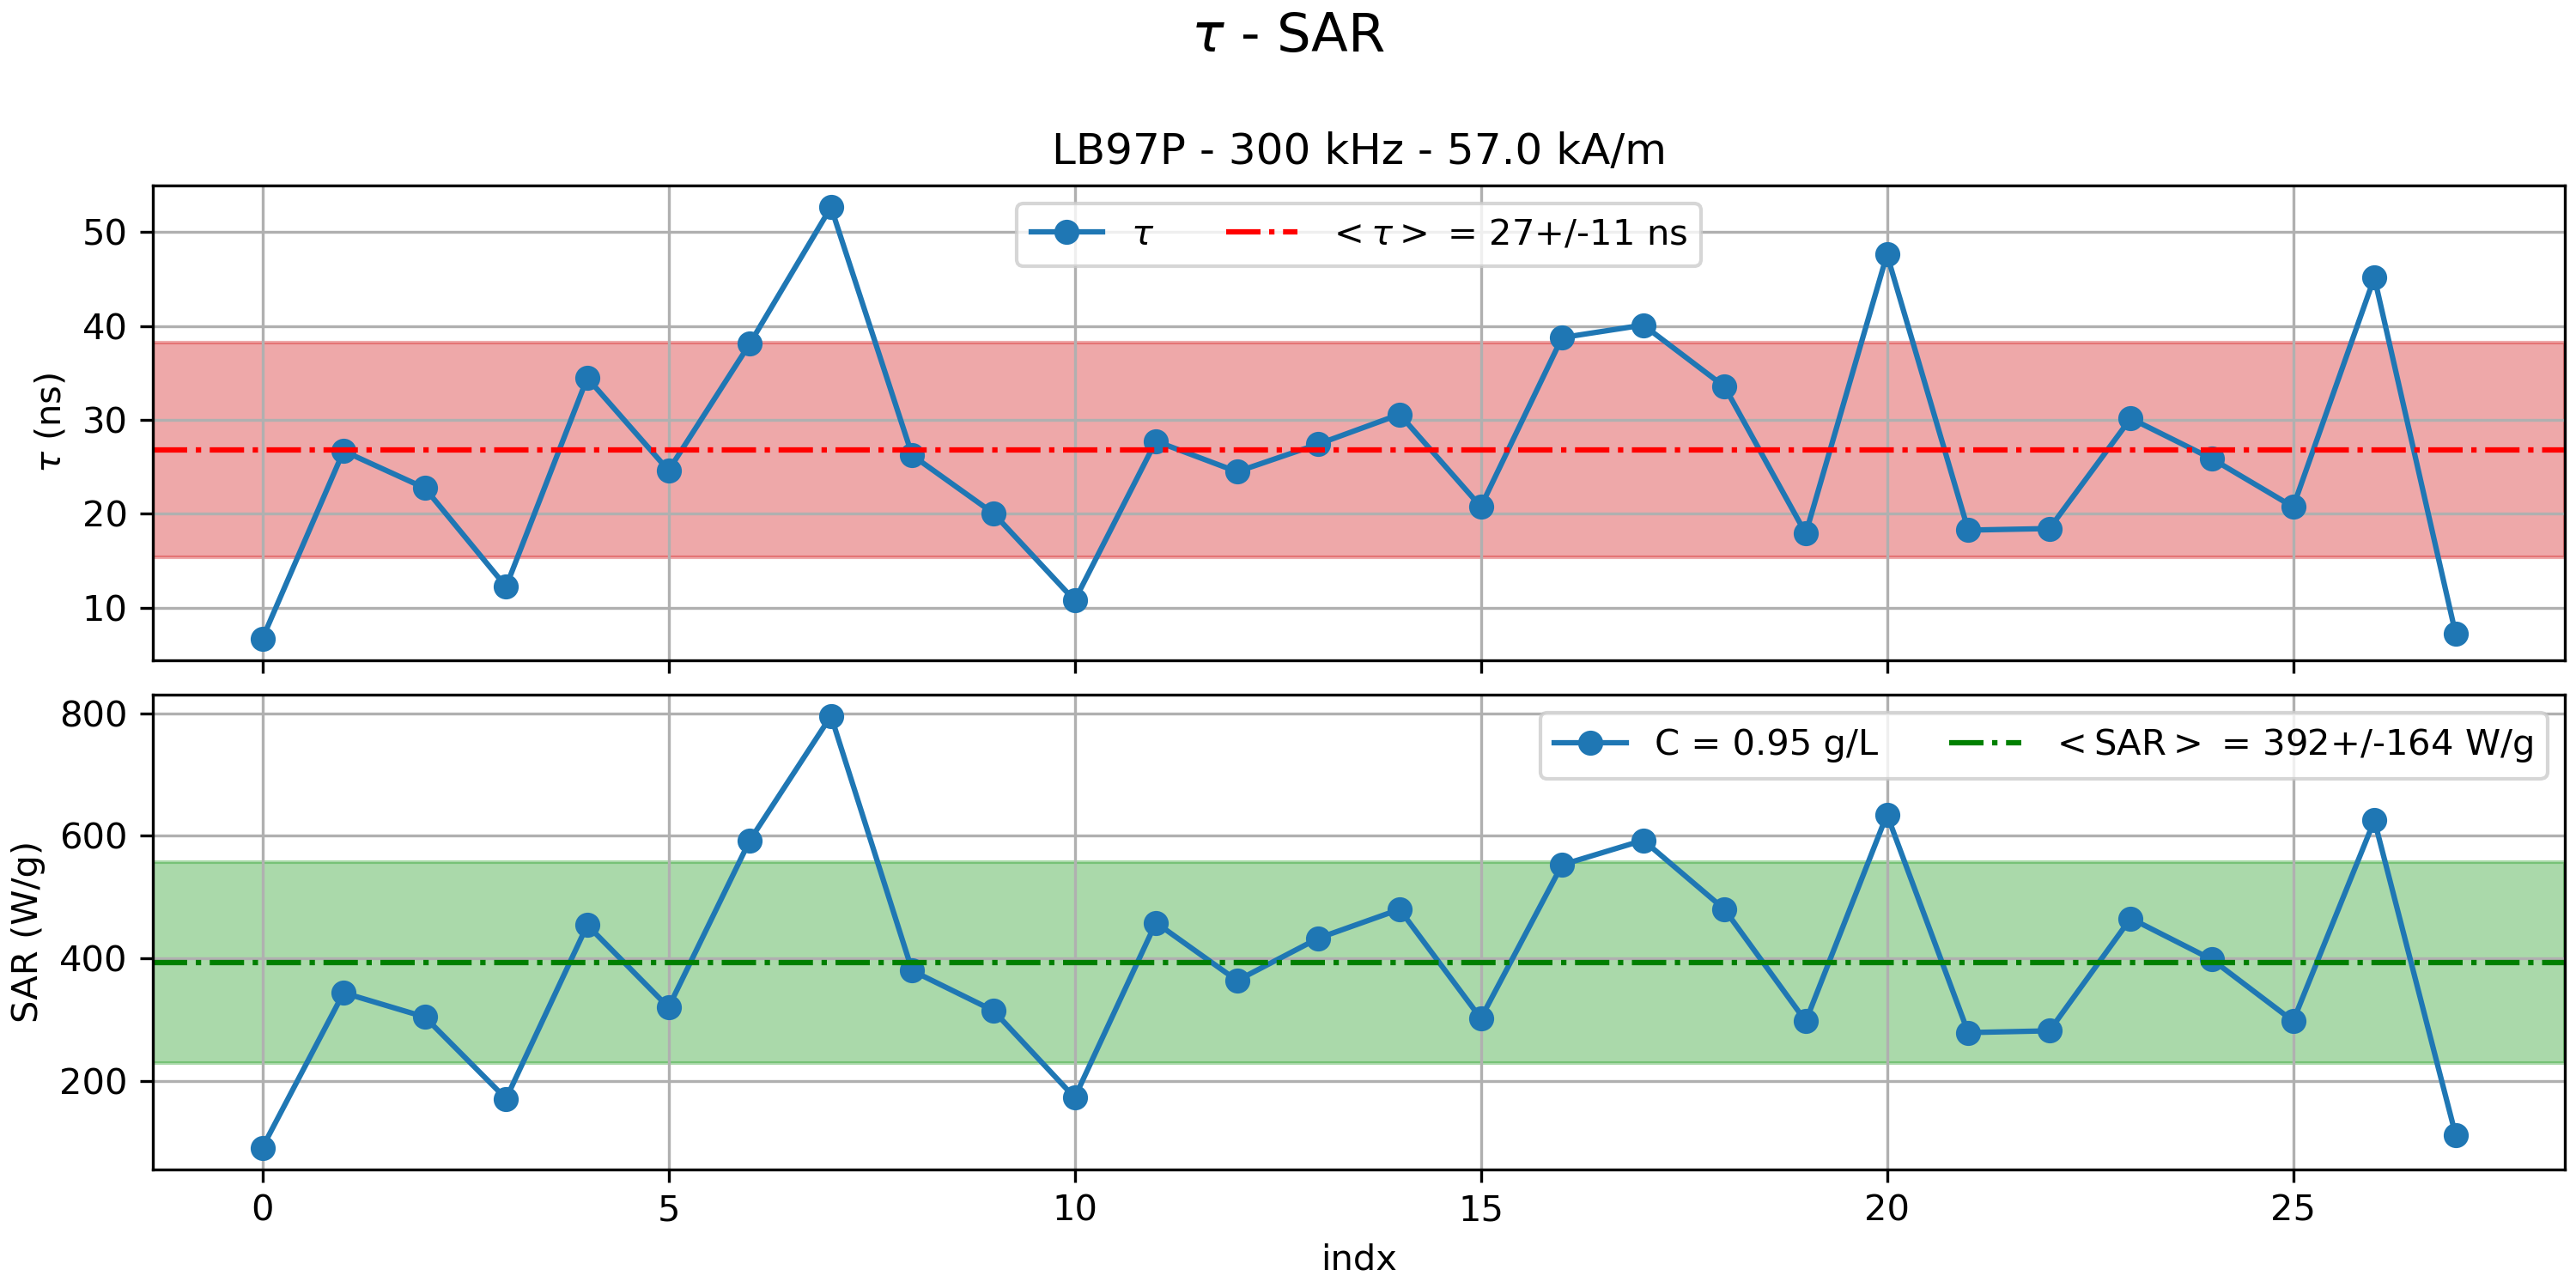 τ - SAR
LB97P - 300 kHz - 57.0 kA/m
τ
<τ> = 27+/-11 ns
50
40
30
20
10
τ (ns)
C = 0.95 g/L
<SAR> = 392+/-164 W/g
800
600
400
200
SAR (W/g)
0 5 10 15 20 25
indx